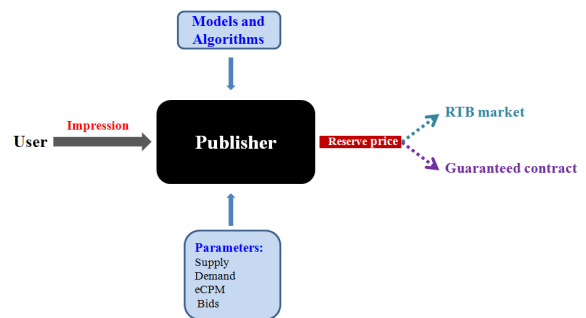 Models and
Algorithms
RTB market
Impression
User
Publisher
Reserve price
Guaranteed contract
Parameters:
Supply
Demand
eCPM
Bids